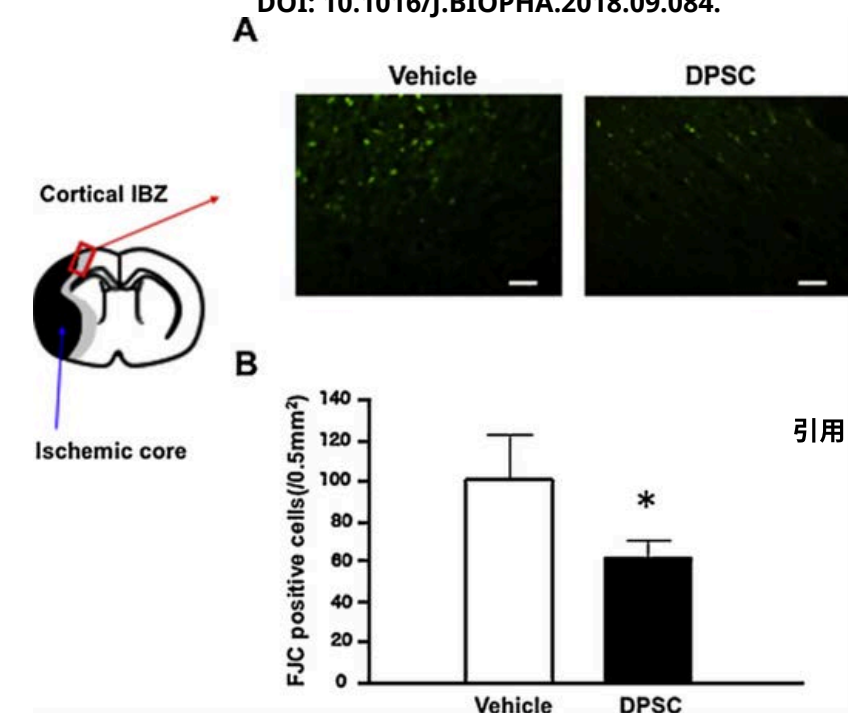 DOI: 10.1016/J.BIOPHA.2018.09.084.
A
Vehicle
DPSC
Cortical IBZ
Ischemic core
B
FJC positive cells(/0.5mm²)
140
120
100
80
60
40
20
0
*
Vehicle
DPSC
引用